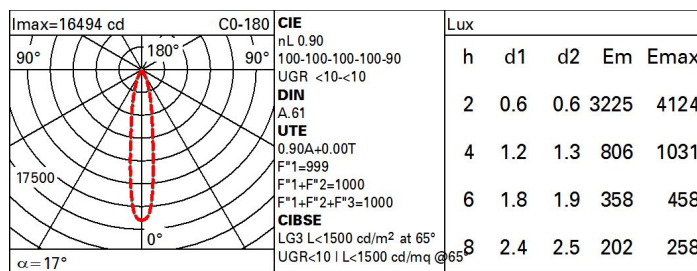 Imax=16494 cd C0-180
90° 180° 90°
17500
0°
α=17°
CIE
nL 0.90
100-100-100-100-90
UGR <10-<10
DIN
A.61
UTE
0.90A+0.00T
F"1=999
F"1+F"2=1000
F"1+F"2+F"3=1000
CIBSE
LG3 L<1500 cd/m² at 65°
UGR<10 | L<1500 cd/mq @65°
Lux
h d1 d2 Em Emax
2 0.6 0.6 3225 4124
4 1.2 1.3 806 1031
6 1.8 1.9 358 458
8 2.4 2.5 202 258